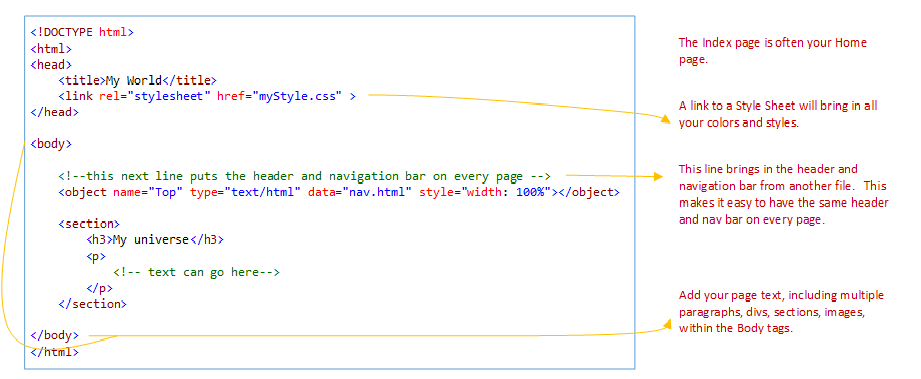 <!DOCTYPE html>
<html>
<head>
<title>My World</title>
<link rel="stylesheet" href="myStyle.css" >
</head>
<body>
<!--this next line puts the header and navigation bar on every page -->
<object name="Top" type="text/html" data="nav.html" style="width: 100%"></object>
<section>
<h3>My universe</h3>
<p>
<!-- text can go here-->
</p>
</section>
</body>
</html>
The Index page is often your Home
page.
A link to a Style Sheet will bring in all
your colors and styles.
This line brings in the header and
navigation bar from another file.  This
makes it easy to have the same header
and nav bar on every page.
Add your page text, including multiple
paragraphs, divs, sections, images,
within the Body tags.